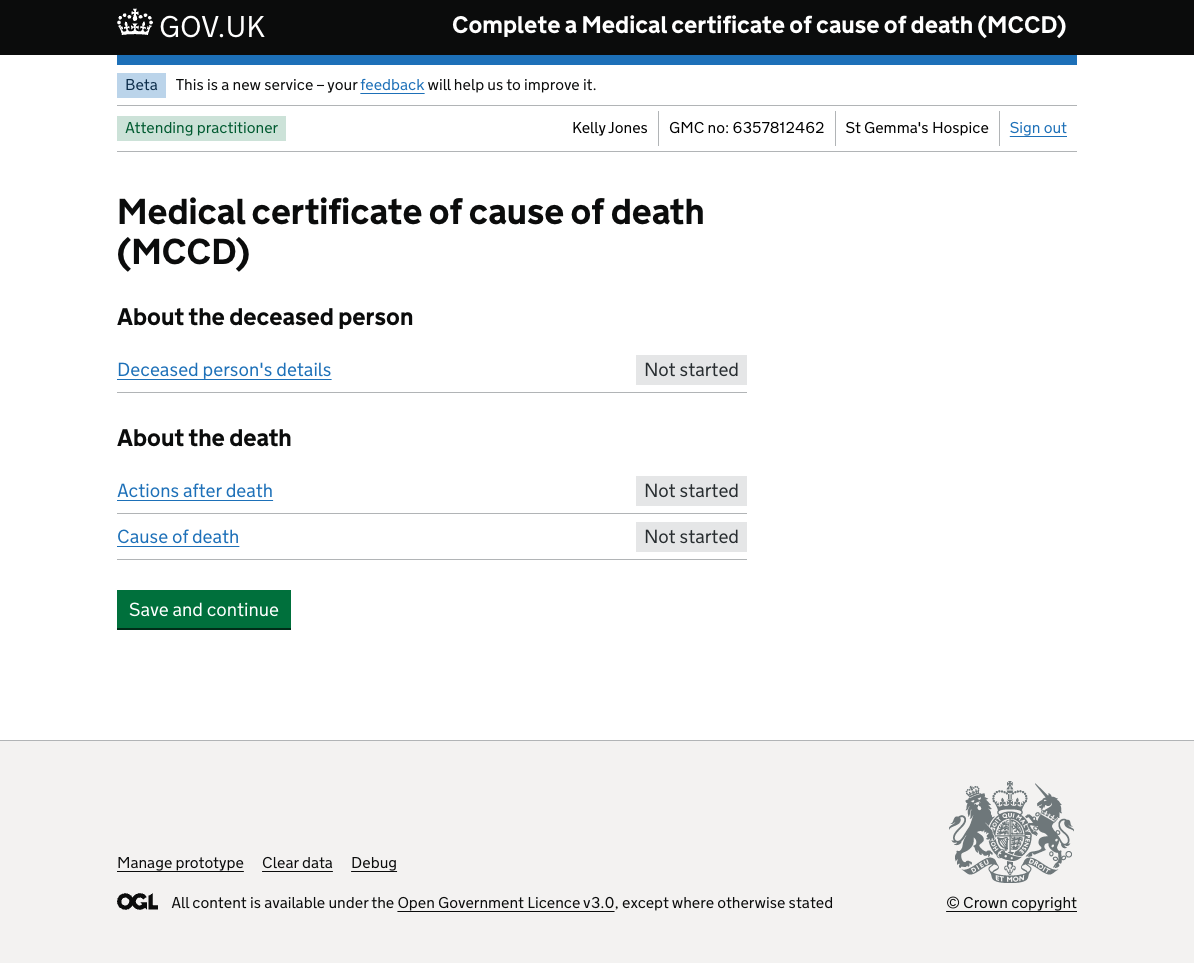 GOV.UK
Complete a Medical certificate of cause of death (MCCD)
Beta This is a new service – your feedback will help us to improve it.
Attending practitioner
Kelly Jones GMC no: 6357812462 St Gemma's Hospice Sign out
Medical certificate of cause of death
(MCCD)
About the deceased person
Deceased person's details Not started
About the death
Actions after death Not started
Cause of death Not started
Save and continue
Manage prototype Clear data Debug
OGL All content is available under the Open Government Licence v3.0, except where otherwise stated
DIEU ET MON DROIT
© Crown copyright